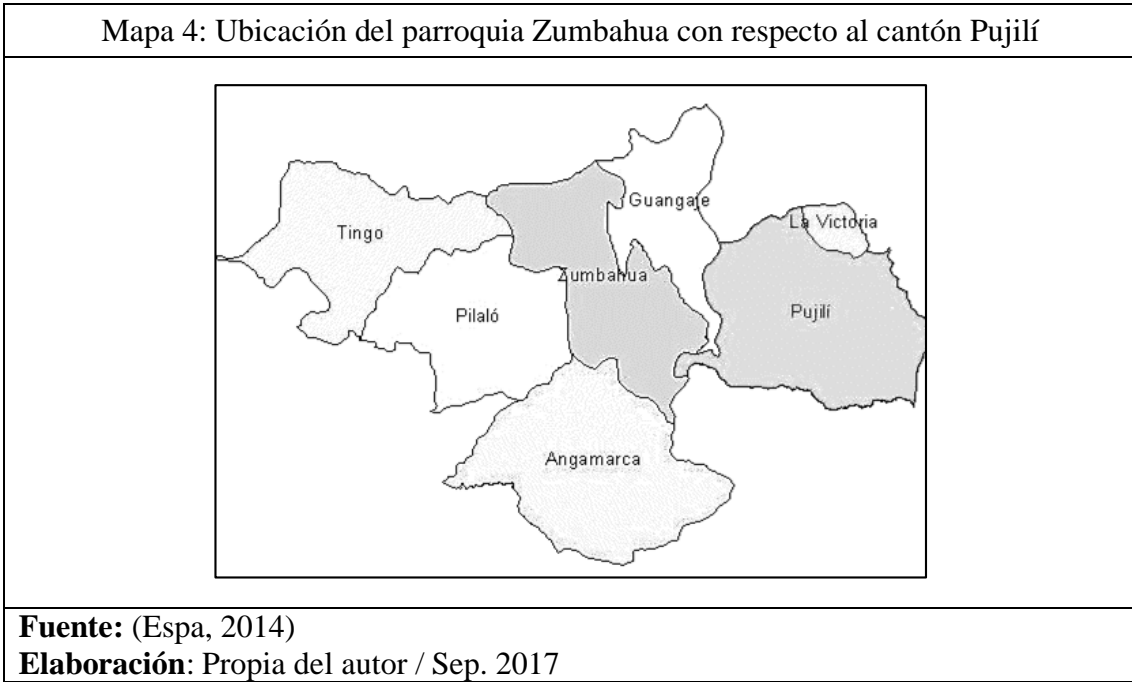 Mapa 4: Ubicación del parroquia Zumbahua con respecto al cantón Pujilí
Guangaje
La Victoria
Tingo
Zumbahua
Pilaló
Pujilí
Angamarca
Fuente: (Espa, 2014)
Elaboración: Propia del autor / Sep. 2017